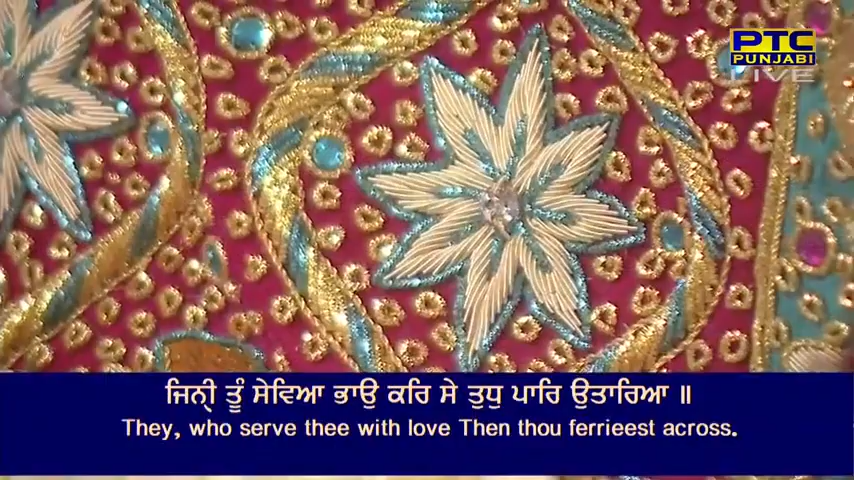 PTC
PUNJABI
LIVE
ਜਿਨੀ੍ ਤੂੰ ਸੇਵਿਆ ਭਾਉ ਕਰਿ ਸੇ ਤੁਧੁ ਪਾਰਿ ਉਤਾਰਿਆ ॥
They, who serve thee with love Then thou ferrieest across.